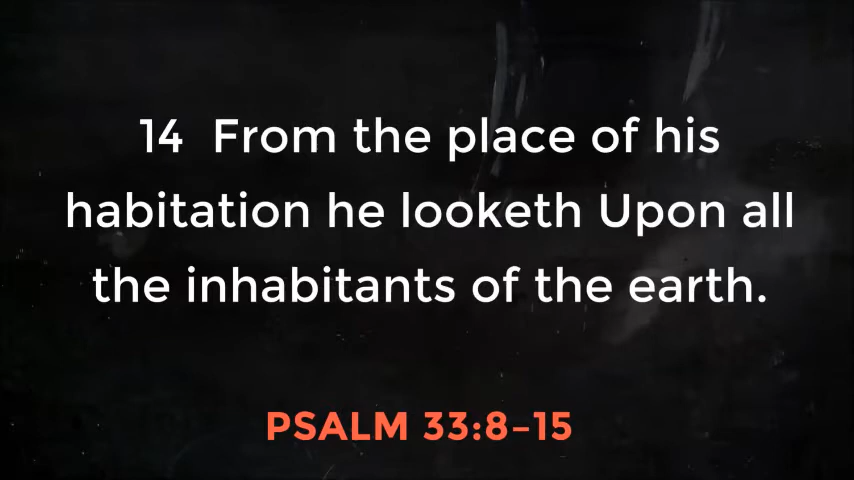 14 From the place of his
habitation he looketh Upon all
the inhabitants of the earth.
PSALM 33:8–15